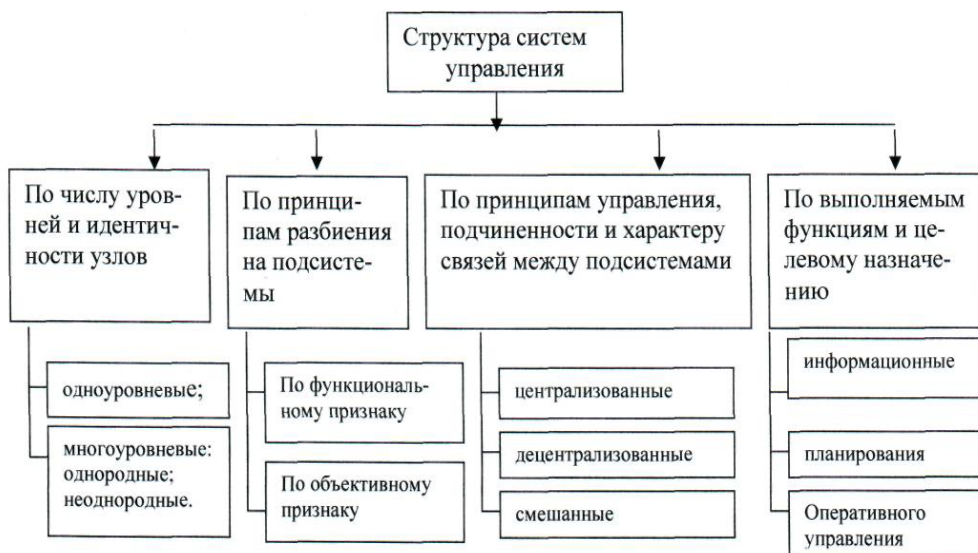 Структура систем
управления
По числу уров-
ней и идентич-
ности узлов
По принци-
пам разбиения
на подсисте-
мы
По принципам управления,
подчиненности и характеру
связей между подсистемами
По выполняемым
функциям и це-
левому назначе-
нию
одноуровневые;
многоуровневые:
однородные;
неоднородные.
По функциональ-
ному признаку
По объективному
признаку
централизованные
децентрализованные
смешанные
информационные
планирования
Оперативного
управления